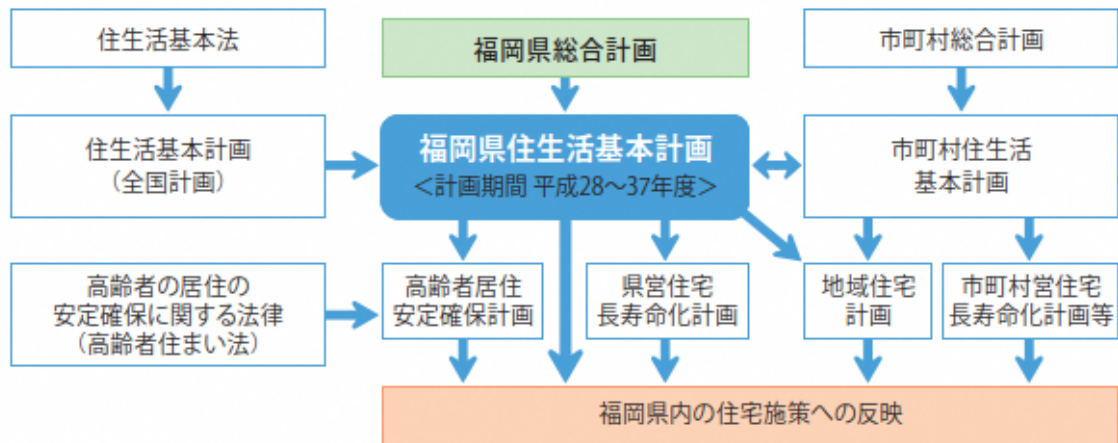 住生活基本法
福岡県総合計画
市町村総合計画
住生活基本計画
（全国計画）
福岡県住生活基本計画
＜計画期間 平成28～37年度＞
市町村住生活
基本計画
高齢者の居住の
安定確保に関する法律
（高齢者住まい法）
高齢者居住
安定確保計画
県営住宅
長寿命化計画
地域住宅
計画
市町村営住宅
長寿命化計画等
福岡県内の住宅施策への反映